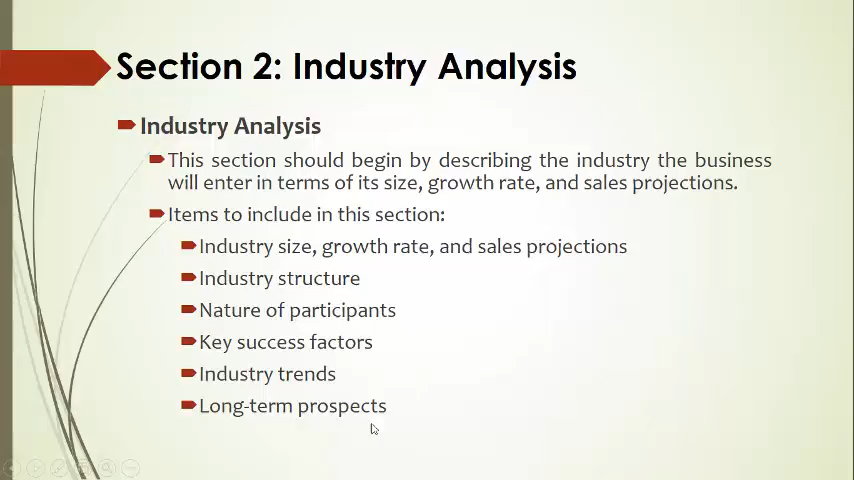 Section 2: Industry Analysis
Industry Analysis
This section should begin by describing the industry the business
will enter in terms of its size, growth rate, and sales projections.
Items to include in this section:
Industry size, growth rate, and sales projections
Industry structure
Nature of participants
Key success factors
Industry trends
Long-term prospects